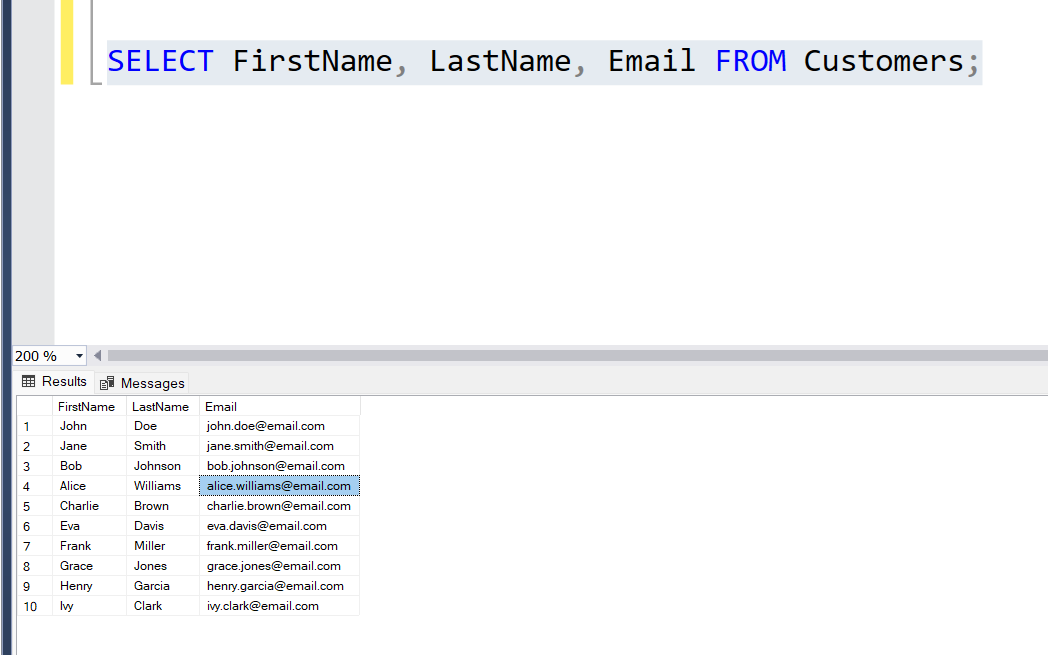 SELECT FirstName, LastName, Email FROM Customers;
200 %
Results Messages
FirstName LastName Email
1 John Doe john.doe@email.com
2 Jane Smith jane.smith@email.com
3 Bob Johnson bob.johnson@email.com
4 Alice Williams alice.williams@email.com
5 Charlie Brown charlie.brown@email.com
6 Eva Davis eva.davis@email.com
7 Frank Miller frank.miller@email.com
8 Grace Jones grace.jones@email.com
9 Henry Garcia henry.garcia@email.com
10 Ivy Clark ivy.clark@email.com